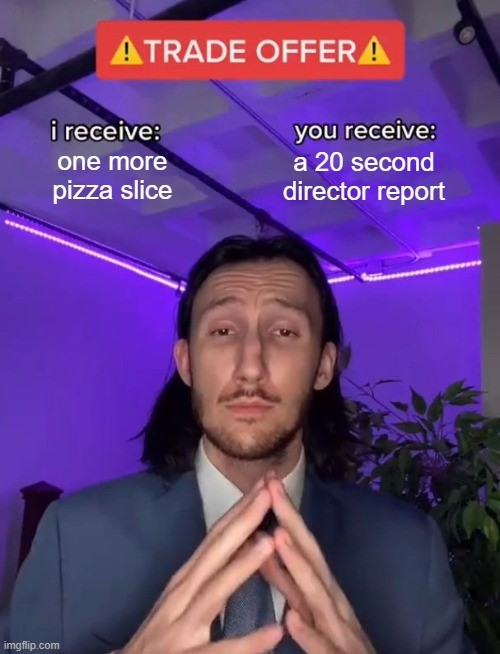 ⚠️TRADE OFFER⚠️
i receive:
one more
pizza slice
you receive:
a 20 second
director report
imgflip.com